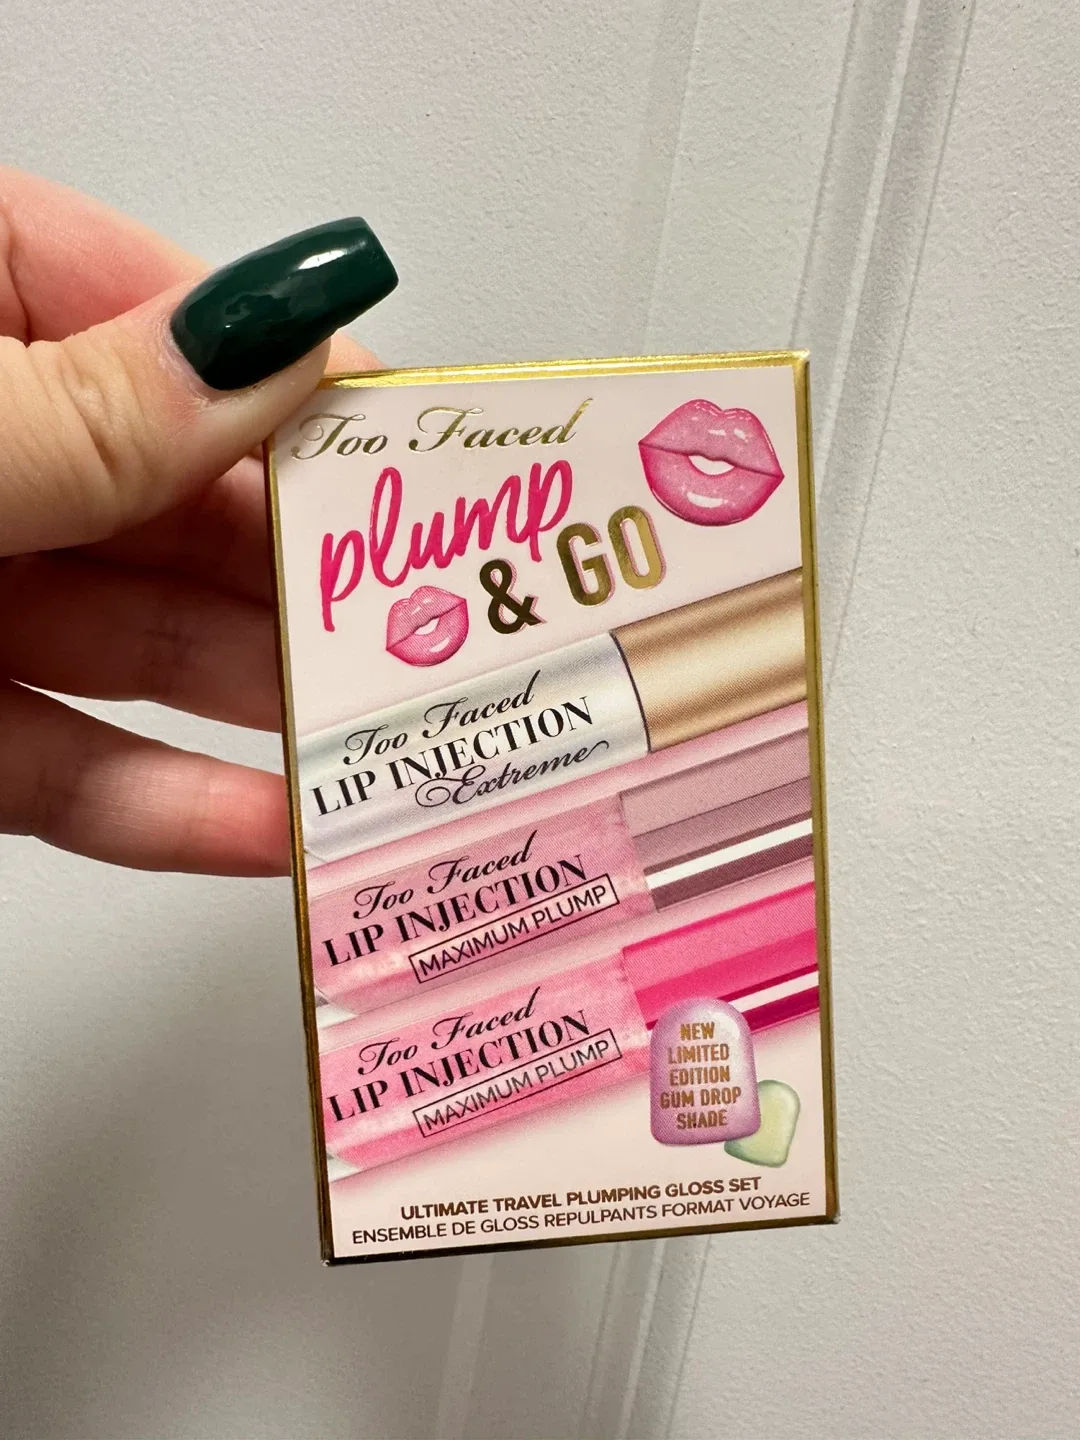 Too Faced
plump
& GO
Too Faced
LIP INJECTION
Extreme
Too Faced
LIP INJECTION
MAXIMUM PLUMP
Too Faced
LIP INJECTION
MAXIMUM PLUMP
NEW
LIMITED
EDITION
GUM DROP
SHADE
ULTIMATE TRAVEL PLUMPING GLOSS SET
ENSEMBLE DE GLOSS REPULPANTS FORMAT VOYAGE